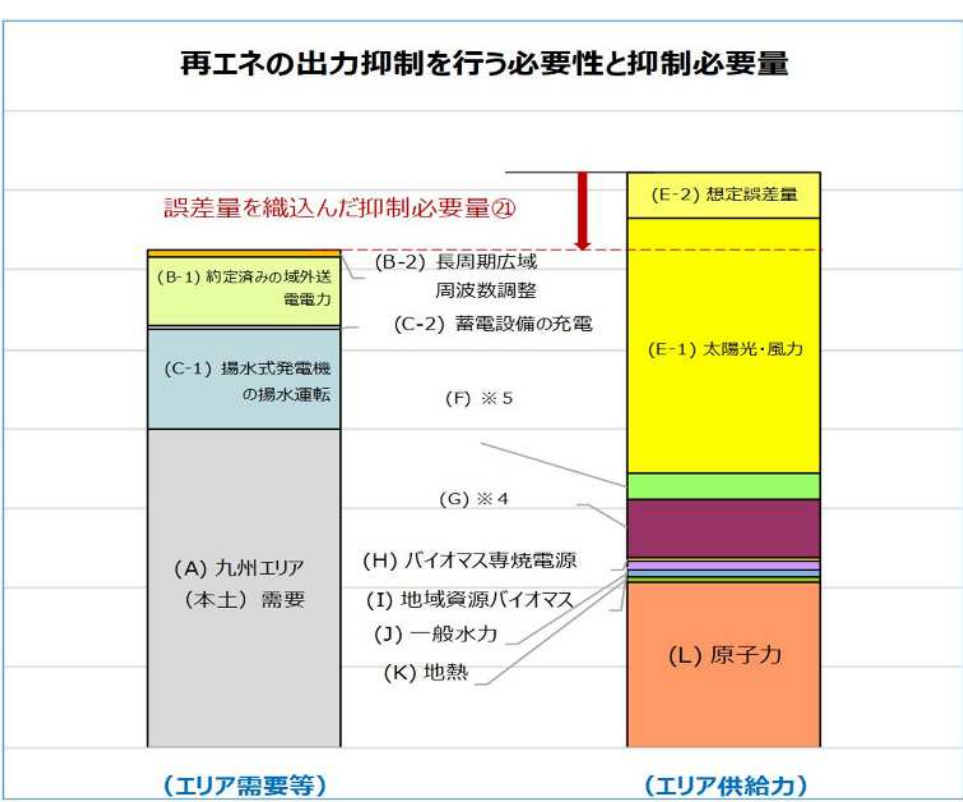 再エネの出力抑制を行う必要性と抑制必要量
誤差量を織込んだ抑制必要量㉑
(B-1) 約定済みの域外送
電電力
(C-1) 揚水式発電機
の揚水運転
(A) 九州エリア
（本土）需要
(B-2) 長周期広域
周波数調整
(C-2) 蓄電設備の充電
(F) ※5
(G) ※4
(H) バイオマス専焼電源
(I) 地域資源バイオマス
(J) 一般水力
(K) 地熱
(E-2) 想定誤差量
(E-1) 太陽光・風力
(L) 原子力
（エリア需要等）
（エリア供給力）